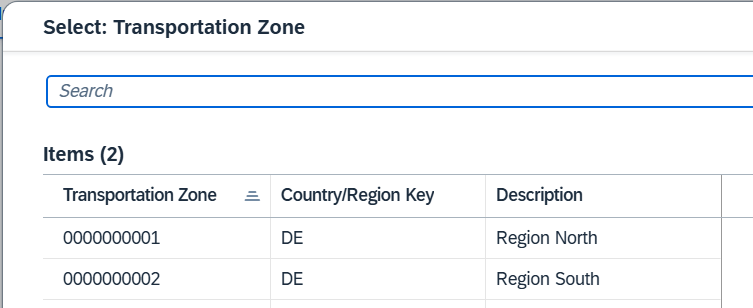 Select: Transportation Zone
Search
Items (2)
Transportation Zone Country/Region Key Description
0000000001 DE Region North
0000000002 DE Region South